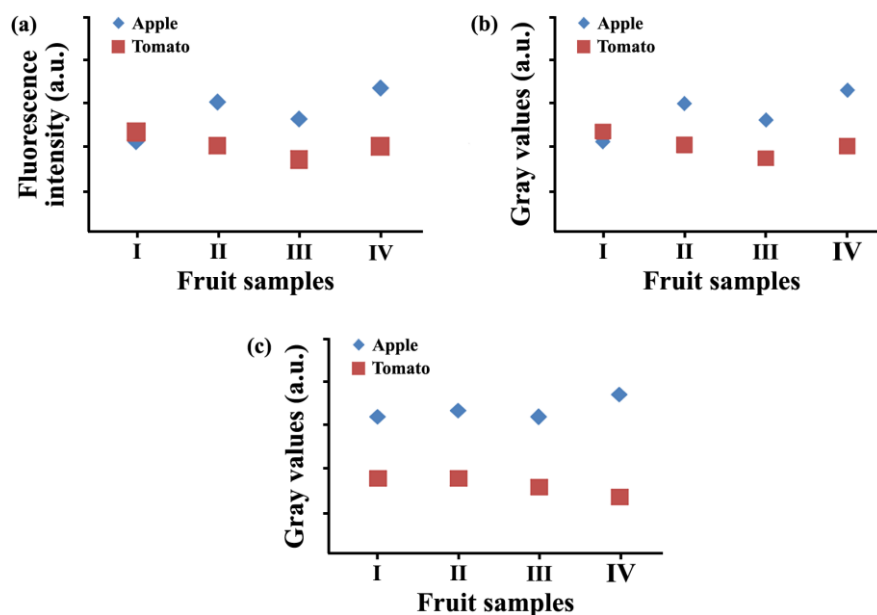 (a)
Apple
Tomato
Fluorescence
intensity (a.u.)
I II III IV
Fruit samples
(b)
Apple
Tomato
Gray values (a.u.)
I II III IV
Fruit samples
(c)
Apple
Tomato
Gray values (a.u.)
I II III IV
Fruit samples